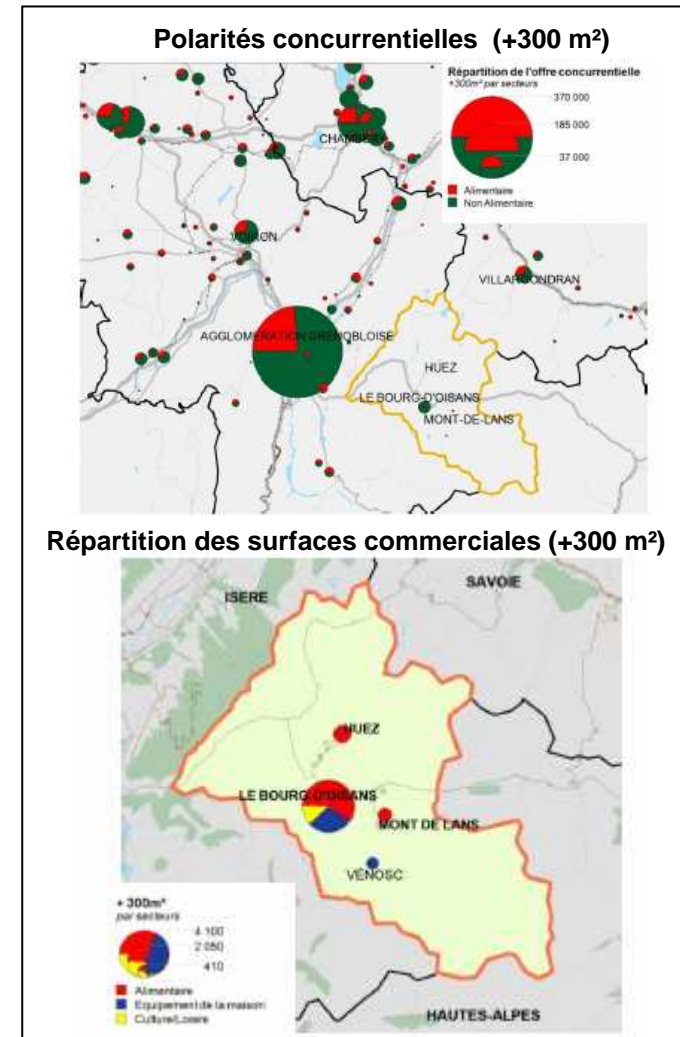 Polarités concurrentielles (+300 m²)
Répartition de l'offre concurrentielle
+300m² par secteurs
370 000
185 000
37 000
Alimentaire
Non Alimentaire
CHAMBERY
VOIRON
VILLARGONDRAN
AGGLOMERATION GRENOBLOISE
HUEZ
LE BOURG-D'OISANS
MONT-DE-LANS
Répartition des surfaces commerciales (+300 m²)
ISERE
SAVOIE
HUEZ
LE BOURG-D'OISANS
MONT DE LANS
VÉNOSC
+ 300m²
par secteurs
4 100
2 050
410
Alimentaire
Equipement de la maison
Culture/Loisirs
HAUTES-ALPES